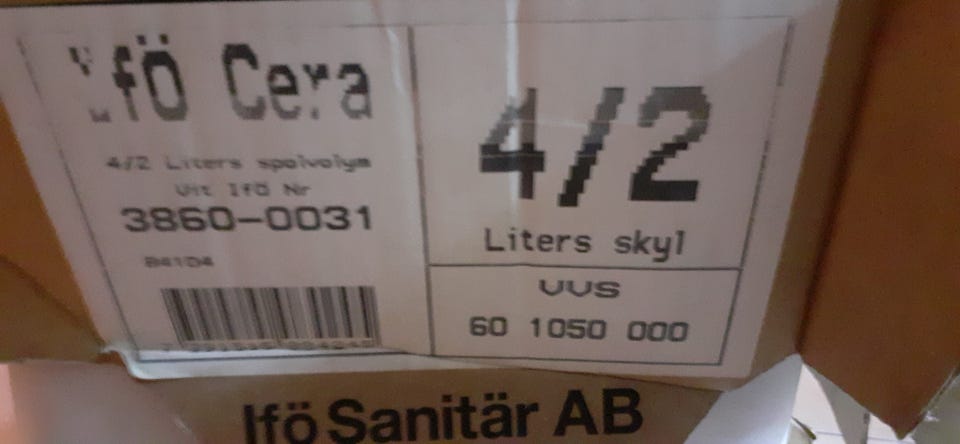 Ifö Cera
4/2 Liters spolvolym
Vit Ifö Nr
3860-0031
4/2
Liters skyl
VVS
60 1050 000
Ifö Sanitär AB